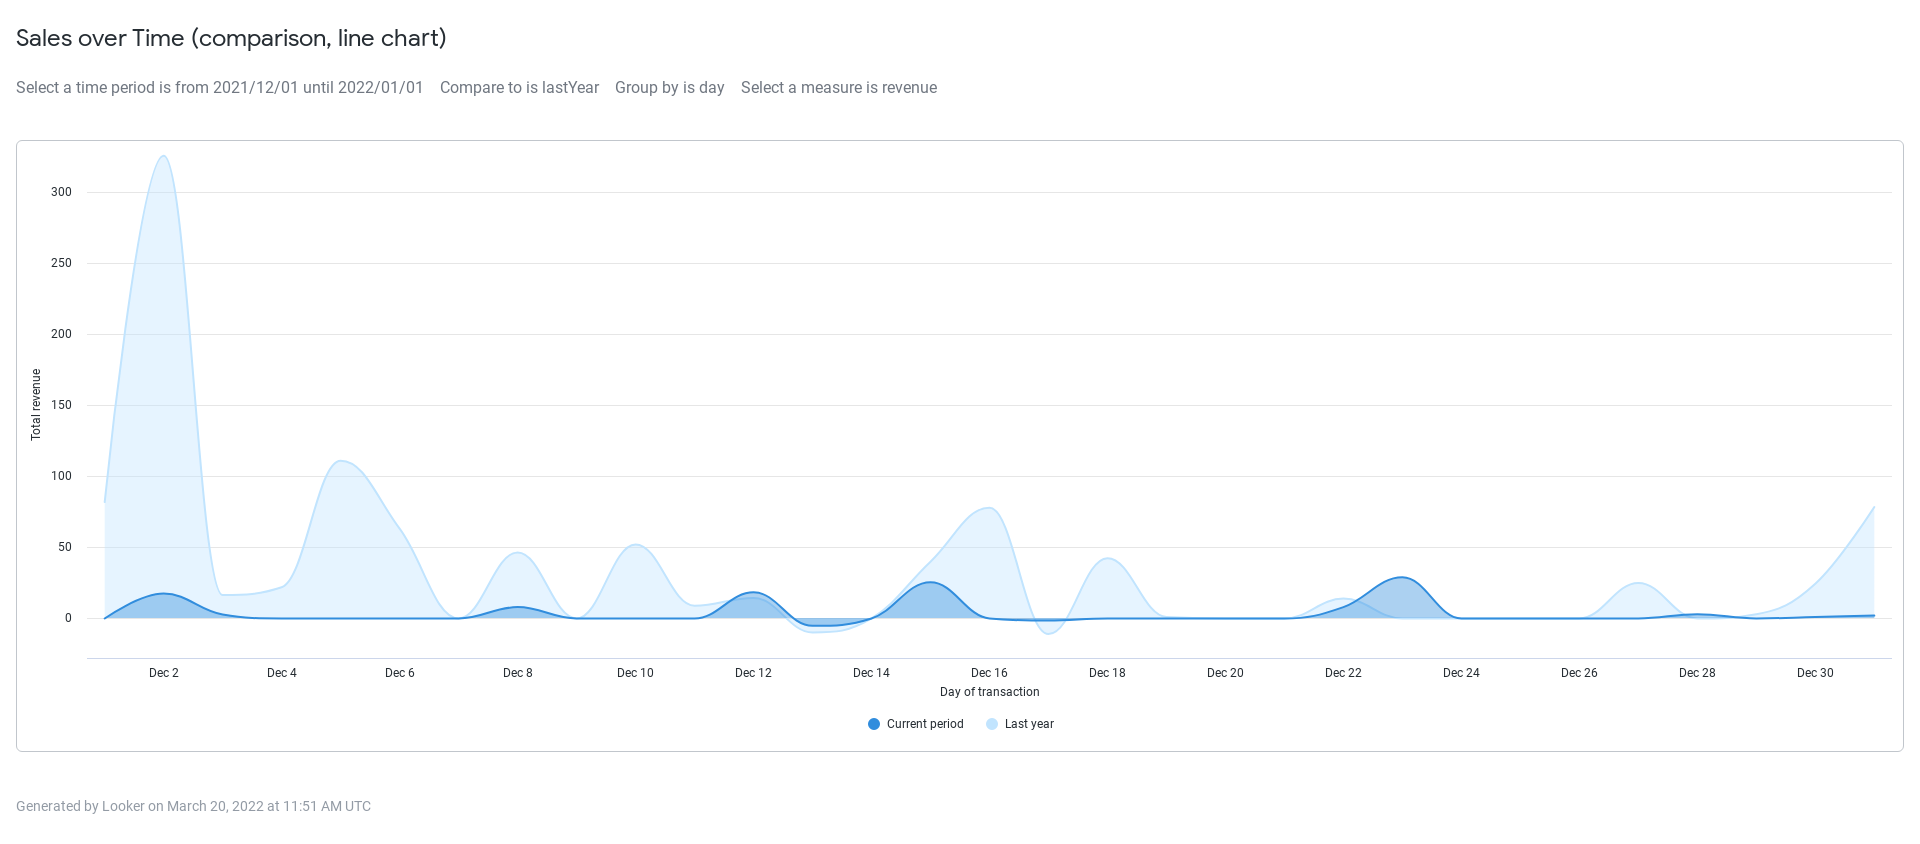 Sales over Time (comparison, line chart)
Select a time period is from 2021/12/01 until 2022/01/01 Compare to is lastYear Group by is day Select a measure is revenue
300
250
200
150
100
50
0
Total revenue
Dec 2 Dec 4 Dec 6 Dec 8 Dec 10 Dec 12 Dec 14 Dec 16 Dec 18 Dec 20 Dec 22 Dec 24 Dec 26 Dec 28 Dec 30
Day of transaction
Current period Last year
Generated by Looker on March 20, 2022 at 11:51 AM UTC